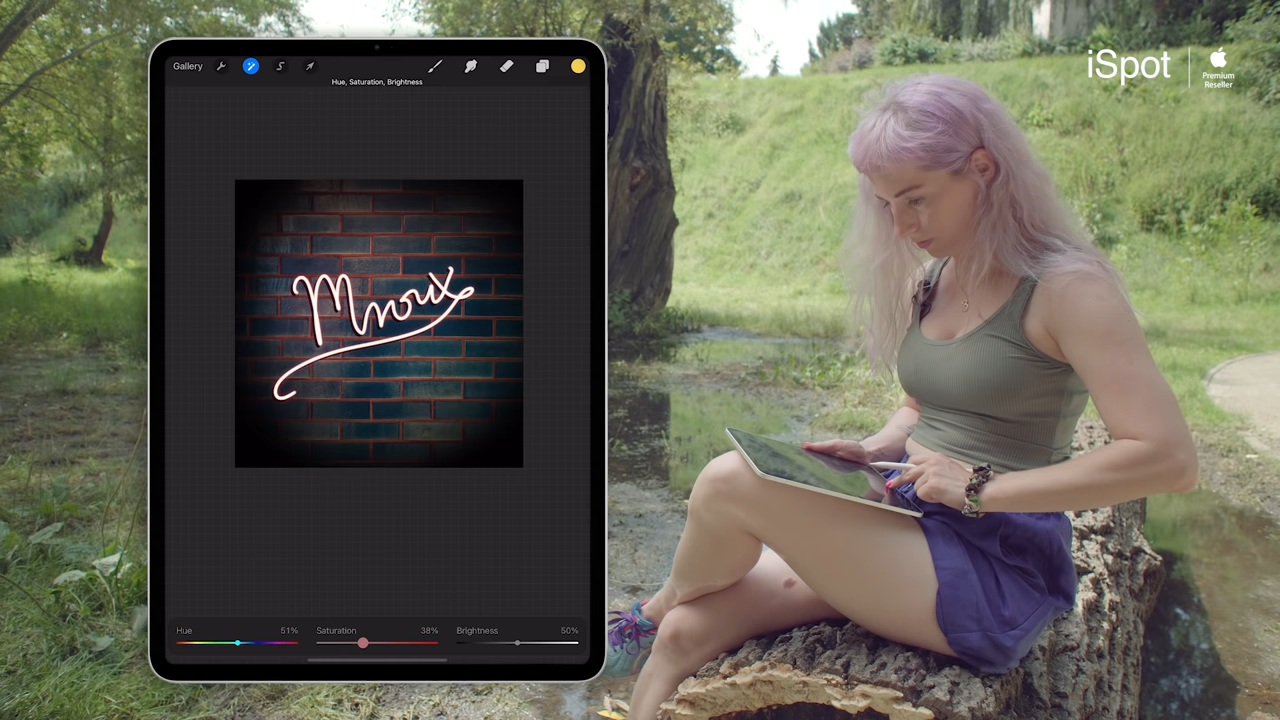 Gallery
Hue, Saturation, Brightness
Mnoux
Hue 51%
Saturation 38%
Brightness 50%
iSpot
Premium
Reseller